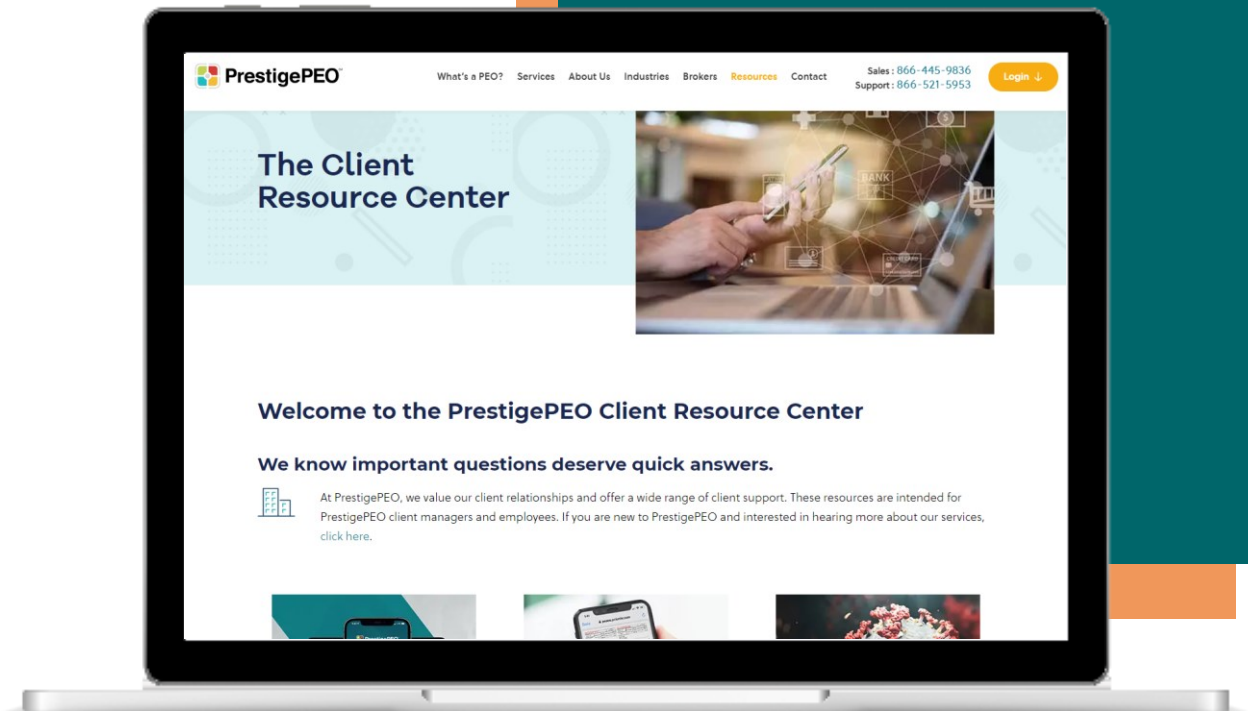 PrestigePEO
What's a PEO? Services About Us Industries Brokers Resources Contact
Sales : 866-445-9836
Support : 866-521-5953
Login ↓
The Client
Resource Center
BANK
Welcome to the PrestigePEO Client Resource Center
We know important questions deserve quick answers.
At PrestigePEO, we value our client relationships and offer a wide range of client support. These resources are intended for
PrestigePEO client managers and employees. If you are new to PrestigePEO and interested in hearing more about our services,
click here.